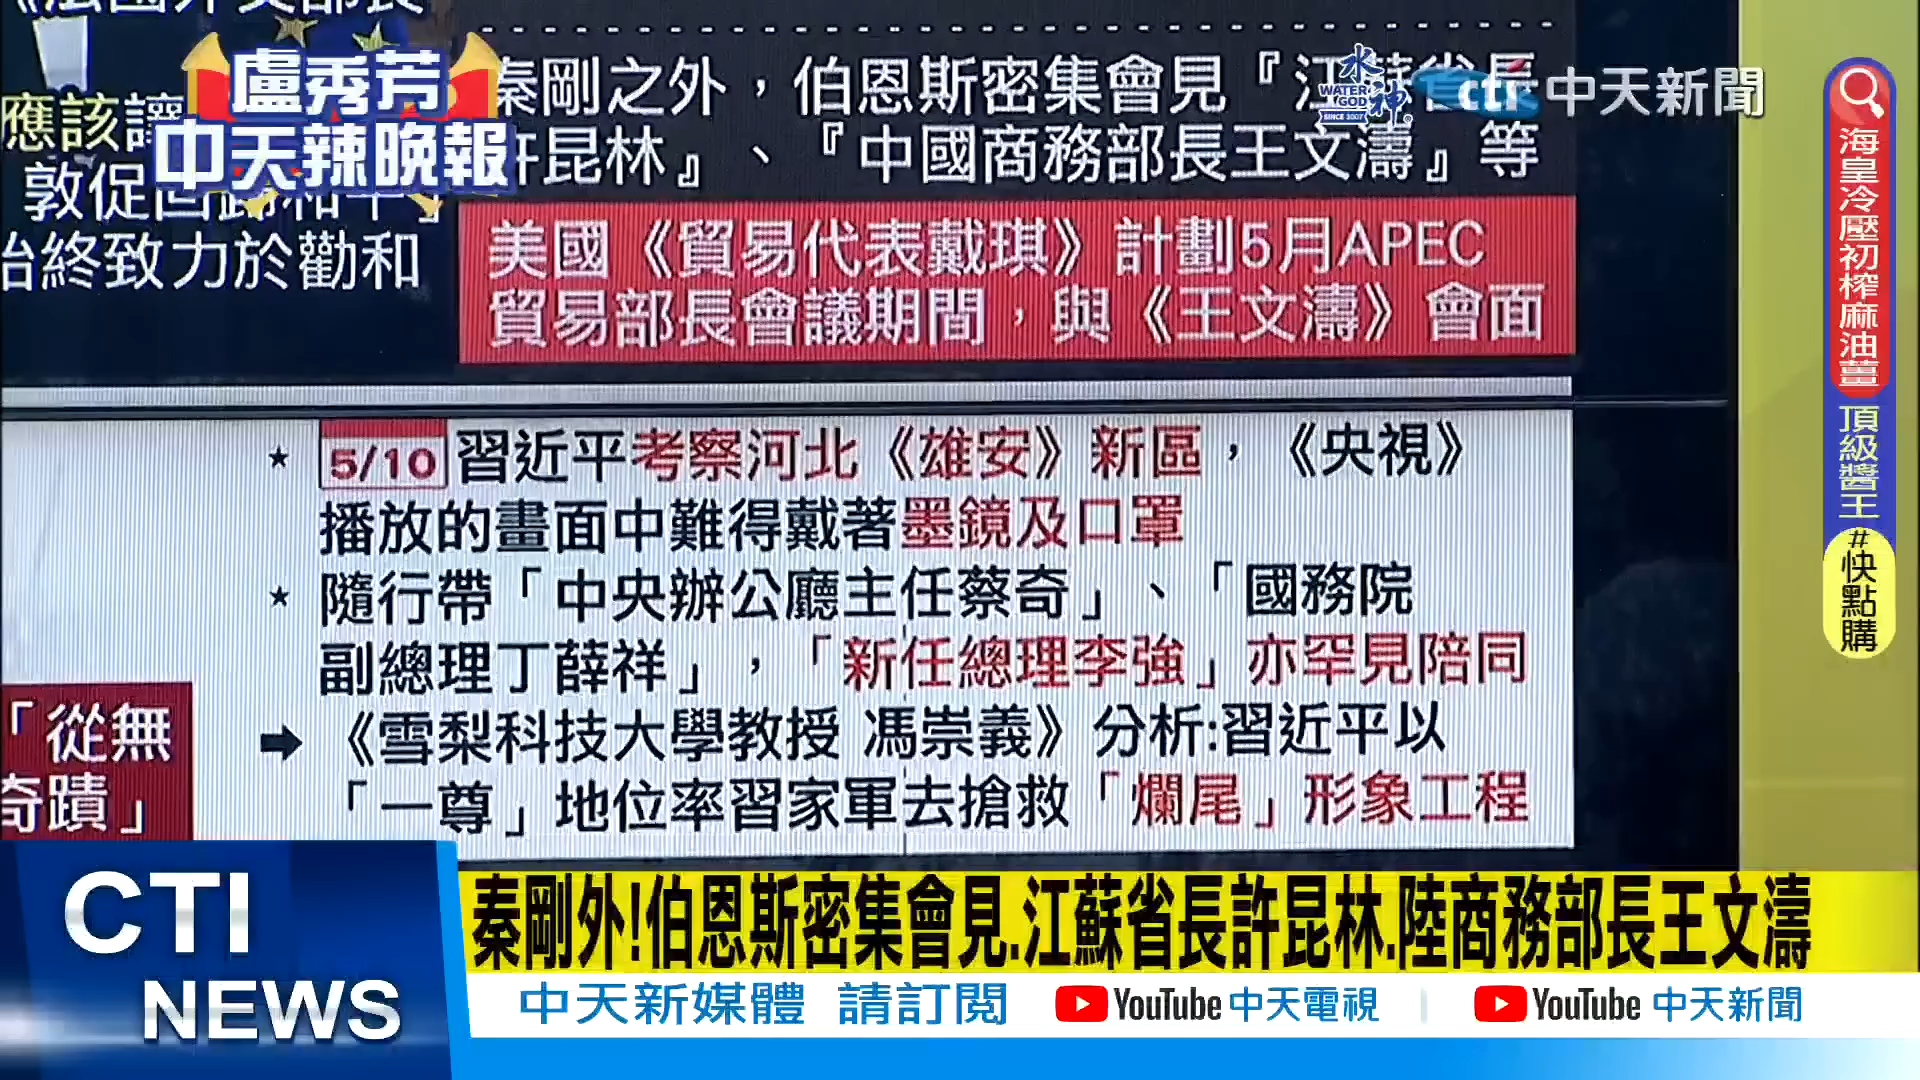 盧秀芳
中天辣晚報
應該讓
敦促回歸和平」
始終致力於勸和
秦剛之外，伯恩斯密集會見『江蘇省長
許昆林』、『中國商務部長王文濤』等
美國《貿易代表戴琪》計劃5月APEC
貿易部長會議期間，與《王文濤》會面
水神
WATER GOD
SINCE 2007
cti 中天新聞
海皇冷壓初榨麻油薑
頂級醬王
#快點購
★ 5/10 習近平考察河北《雄安》新區，《央視》
播放的畫面中難得戴著墨鏡及口罩
★ 隨行帶「中央辦公廳主任蔡奇」、「國務院
副總理丁薛祥」，「新任總理李強」亦罕見陪同
➡ 《雪梨科技大學教授 馮崇義》分析:習近平以
「一尊」地位率習家軍去搶救「爛尾」形象工程
「從無
奇蹟」
CTI
NEWS
秦剛外!伯恩斯密集會見.江蘇省長許昆林.陸商務部長王文濤
中天新媒體 請訂閱 YouTube 中天電視 | YouTube 中天新聞